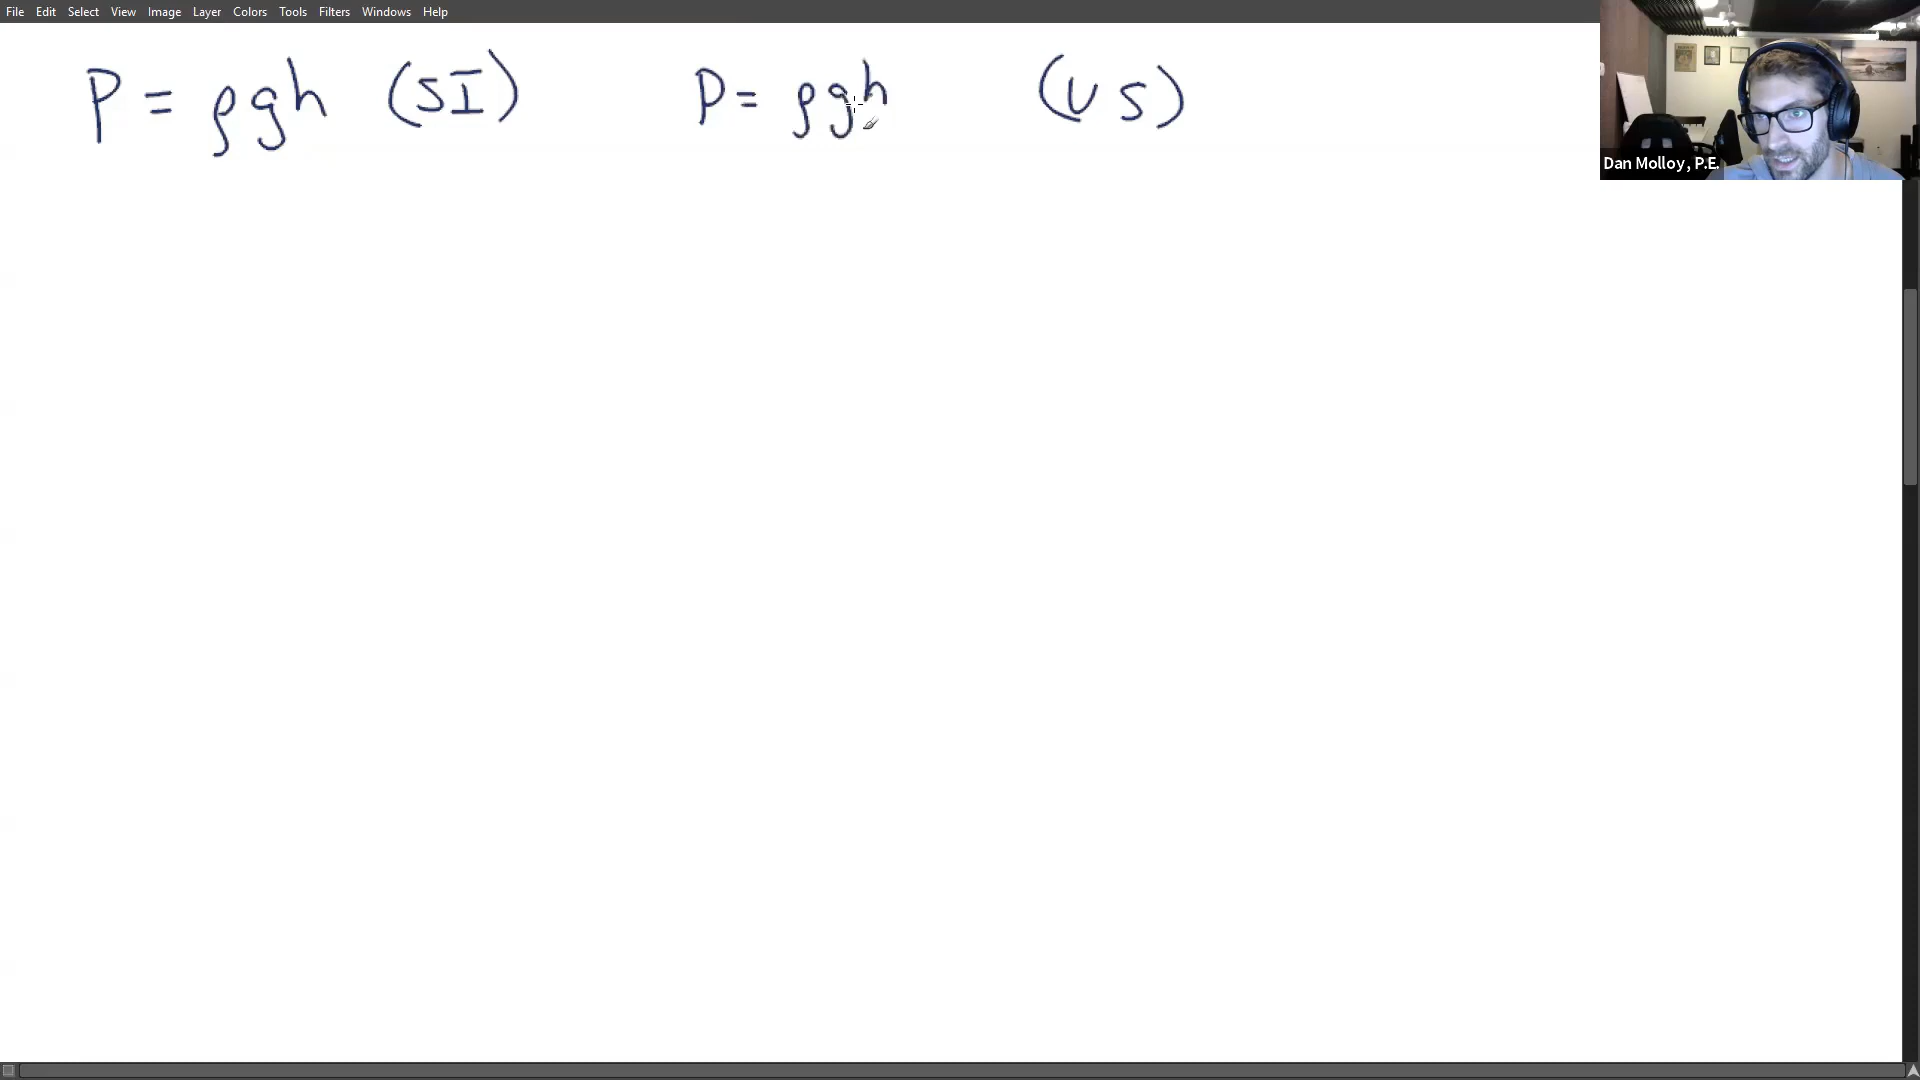 File Edit Select View Image Layer Colors Tools Filters Windows Help
P = ρgh (SI) P = ρgh (US)
Dan Molloy, P.E.